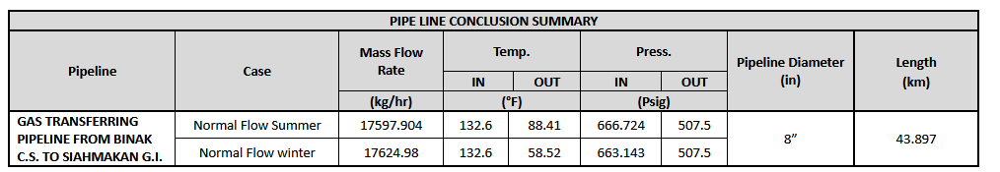 PIPE LINE CONCLUSION SUMMARY
Pipeline Case Mass Flow Rate Temp. Press. Pipeline Diameter (in) Length (km)
IN OUT IN OUT
(kg/hr) (°F) (Psig)
GAS TRANSFERRING PIPELINE FROM BINAK C.S. TO SIAHMAKAN G.I. Normal Flow Summer 17597.904 132.6 88.41 666.724 507.5 8” 43.897
Normal Flow winter 17624.98 132.6 58.52 663.143 507.5